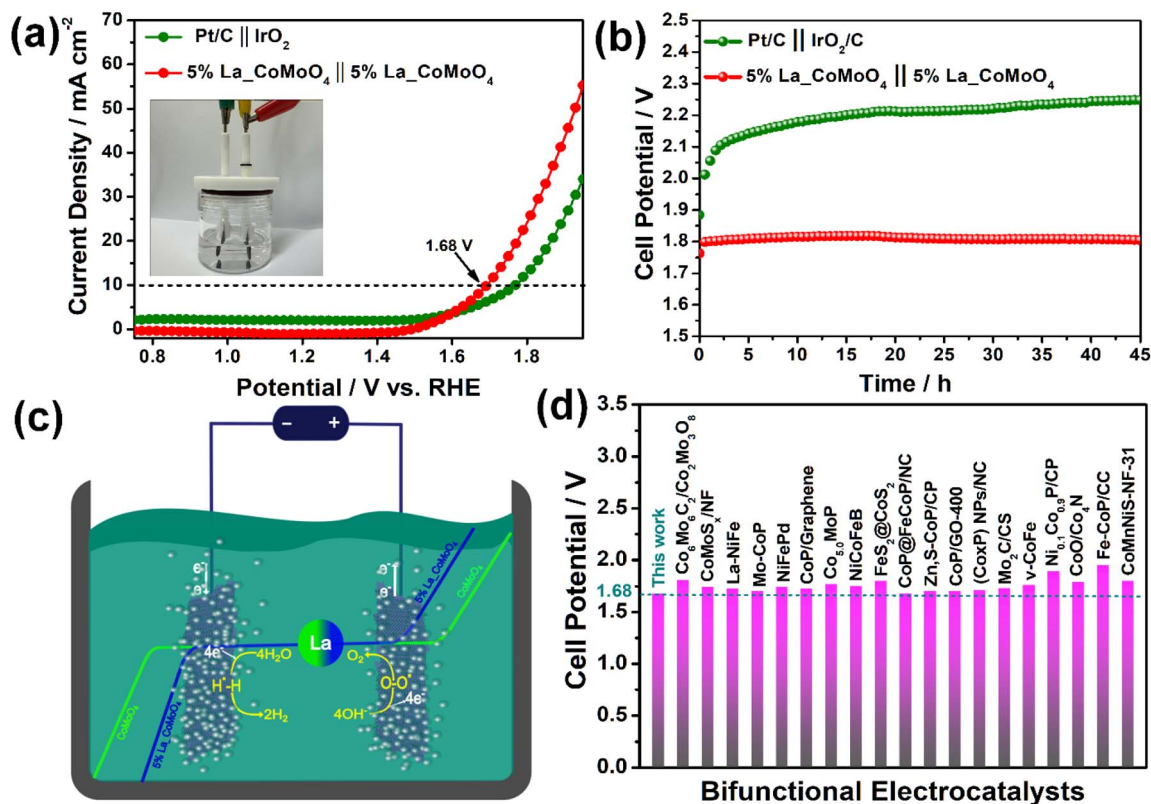 (a)
Pt/C || IrO₂
5% La_CoMoO₄ || 5% La_CoMoO₄
1.68 V
Current Density / mA cm⁻²
70
60
50
40
30
20
10
0
0.8 1.0 1.2 1.4 1.6 1.8
Potential / V vs. RHE
(b)
Pt/C || IrO₂/C
5% La_CoMoO₄ || 5% La_CoMoO₄
Cell Potential / V
2.5
2.4
2.3
2.2
2.1
2.0
1.9
1.8
1.7
1.6
1.5
0 5 10 15 20 25 30 35 40 45
Time / h
(c)
− +
e⁻
e⁻
e⁻
e⁻
5% La_CoMoO₄
CoMoO₄
La
4e⁻
4H₂O
H*-H
2H₂
O₂
O-O*
4e⁻
4OH⁻
CoMoO₄
5% La_CoMoO₄
(d)
Cell Potential / V
3.5
3.0
2.5
2.0
1.68
1.5
1.0
0.5
0.0
This work
Co₆Mo₆C₂/Co₂Mo₃O₈
CoMoSₓ/NF
La-NiFe
Mo-CoP
NiFePd
CoP/Graphene
Co₅.₀MoP
NiCoFeB
FeS₂@CoS₂
CoP@FeCoP/NC
Zn,S-CoP/CP
CoP/GO-400
(CoxP) NPs/NC
Mo₂C/CS
v-CoFe
Ni₀.₁Co₀.₉P/CP
CoO/Co₄N
Fe-CoP/CC
CoMnNiS-NF-31
Bifunctional Electrocatalysts